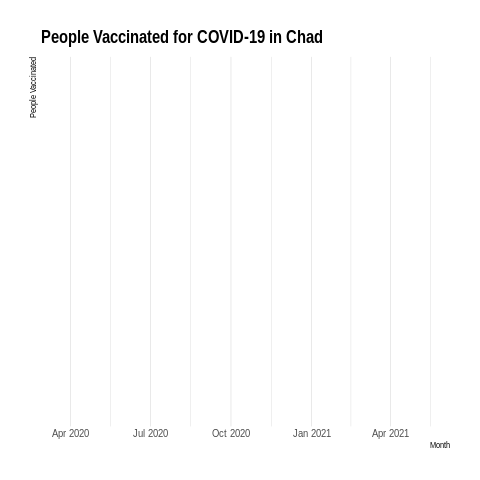 People Vaccinated for COVID-19 in Chad
People Vaccinated
Apr 2020
Jul 2020
Oct 2020
Jan 2021
Apr 2021
Month